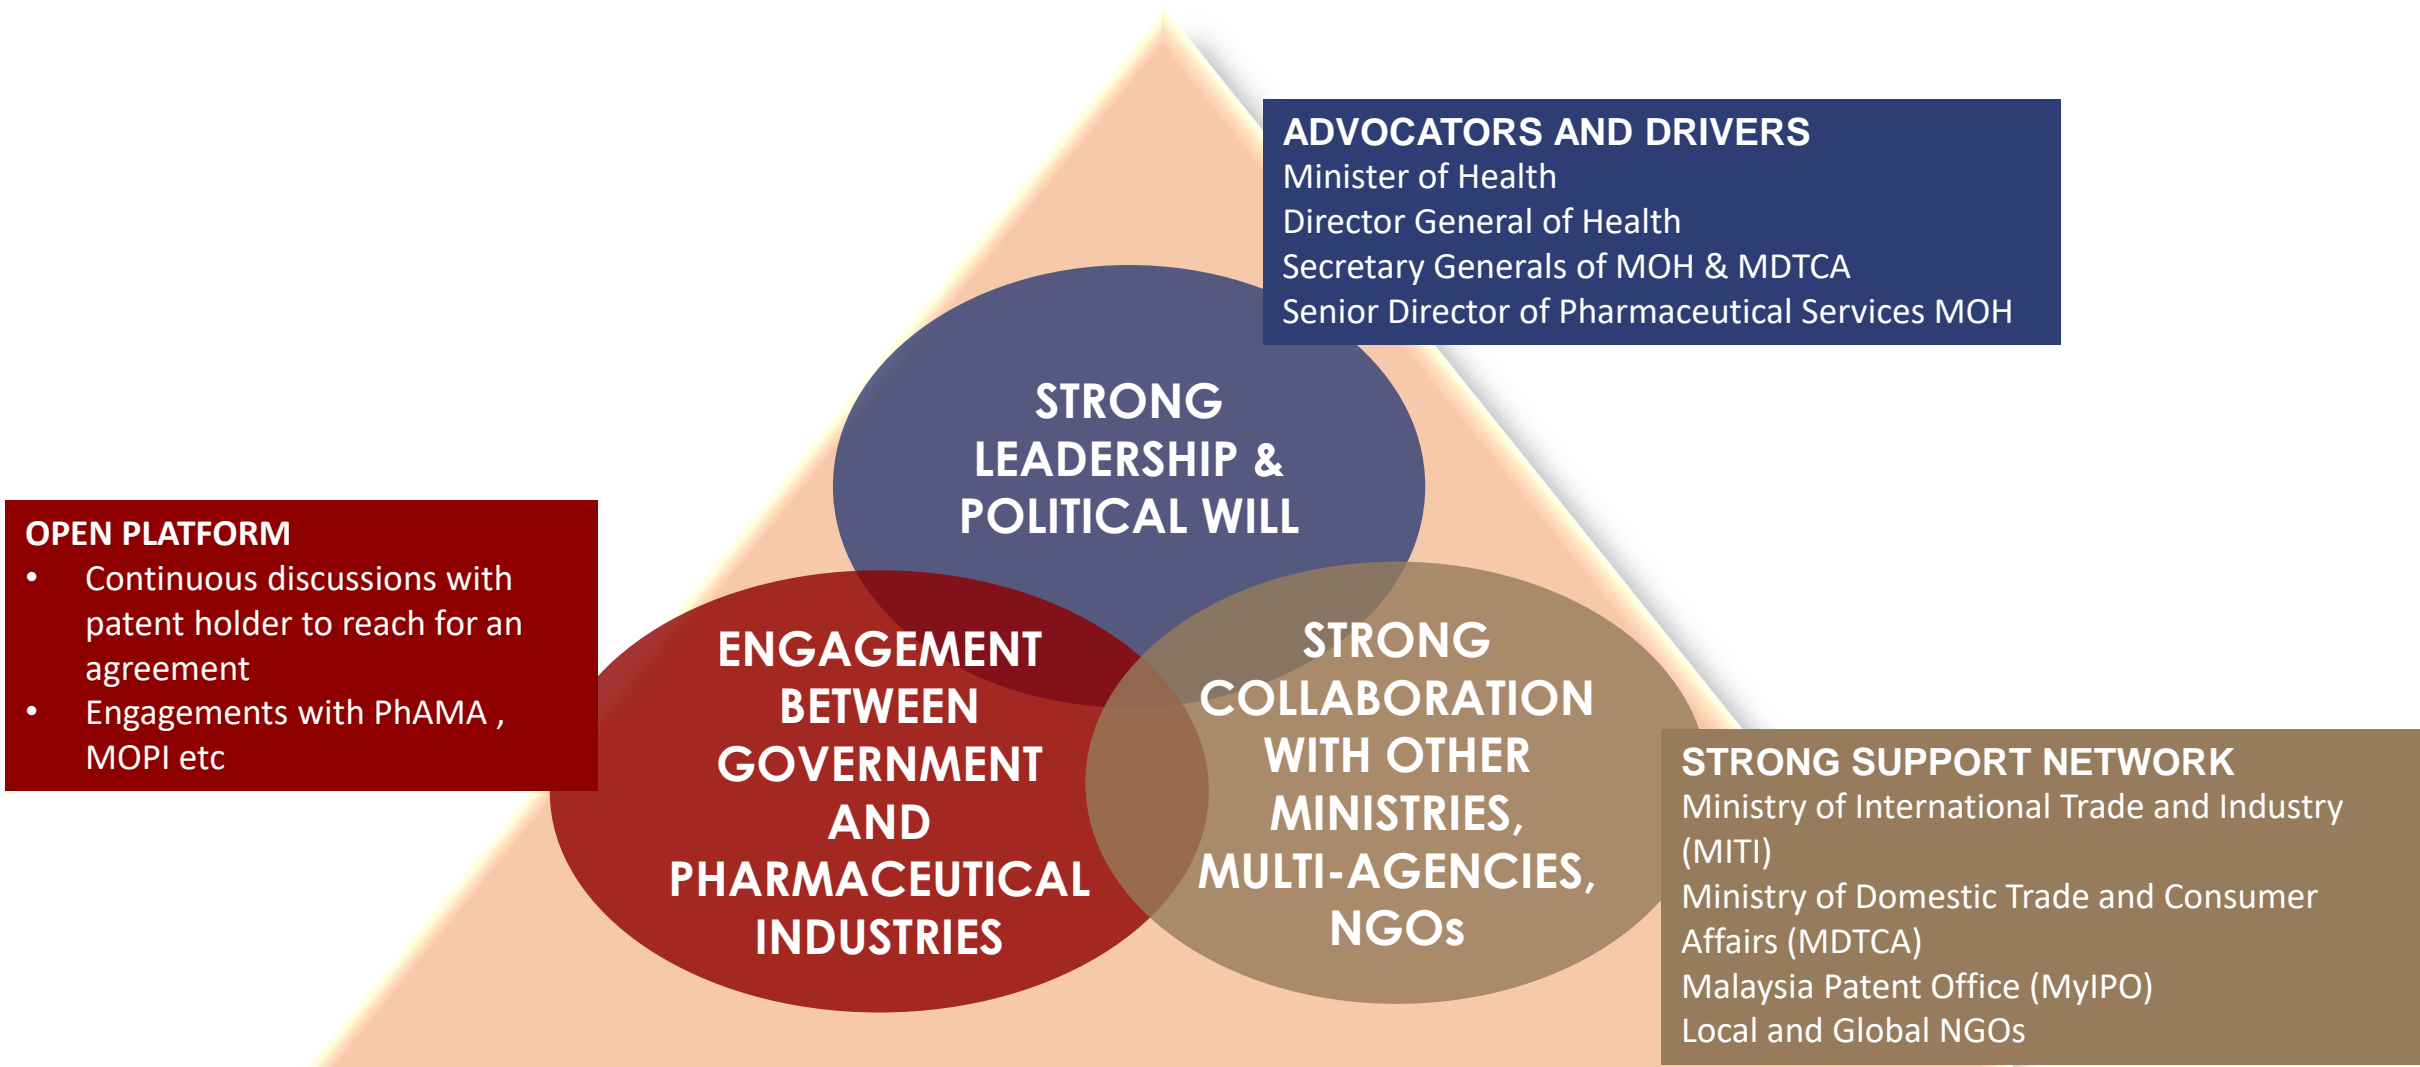 ADVOCATORS AND DRIVERS
Minister of Health
Director General of Health
Secretary Generals of MOH & MDTCA
Senior Director of Pharmaceutical Services MOH
STRONG
LEADERSHIP &
POLITICAL WILL
OPEN PLATFORM
• Continuous discussions with
patent holder to reach for an
agreement
• Engagements with PhAMA ,
MOPI etc
ENGAGEMENT
BETWEEN
GOVERNMENT
AND
PHARMACEUTICAL
INDUSTRIES
STRONG
COLLABORATION
WITH OTHER
MINISTRIES,
MULTI-AGENCIES,
NGOs
STRONG SUPPORT NETWORK
Ministry of International Trade and Industry
(MITI)
Ministry of Domestic Trade and Consumer
Affairs (MDTCA)
Malaysia Patent Office (MyIPO)
Local and Global NGOs